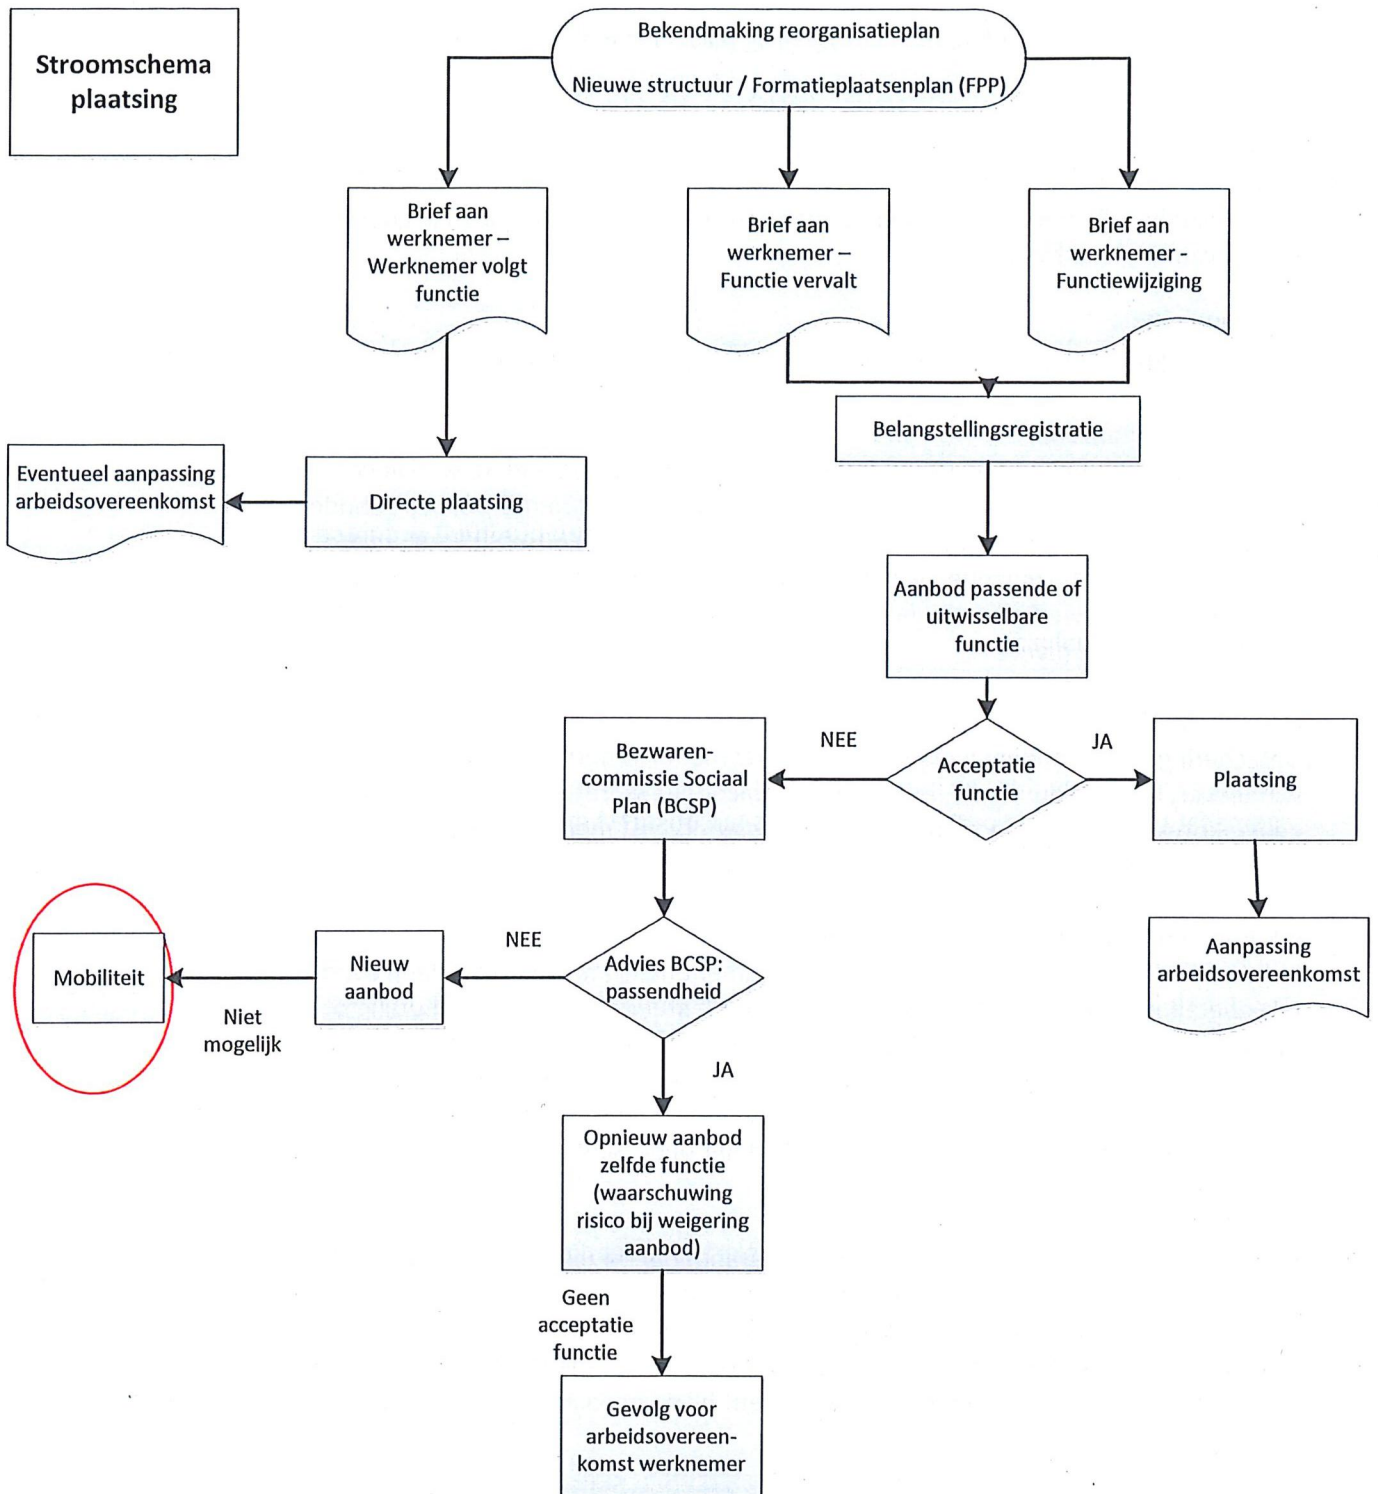 Stroomschema
plaatsing
Bekendmaking reorganisatieplan
Nieuwe structuur / Formatieplaatsenplan (FPP)
Brief aan
werknemer –
Werknemer volgt
functie
Brief aan
werknemer –
Functie vervalt
Brief aan
werknemer -
Functiewijziging
Belangstellingsregistratie
Eventueel aanpassing
arbeidsovereenkomst
Directe plaatsing
Aanbod passende of
uitwisselbare
functie
Bezwaren-
commissie Sociaal
Plan (BCSP)
NEE
Acceptatie
functie
JA
Plaatsing
Mobiliteit
Niet
mogelijk
Nieuw
aanbod
NEE
Advies BCSP:
passendheid
Aanpassing
arbeidsovereenkomst
JA
Opnieuw aanbod
zelfde functie
(waarschuwing
risico bij weigering
aanbod)
Geen
acceptatie
functie
Gevolg voor
arbeidsovereen-
komst werknemer